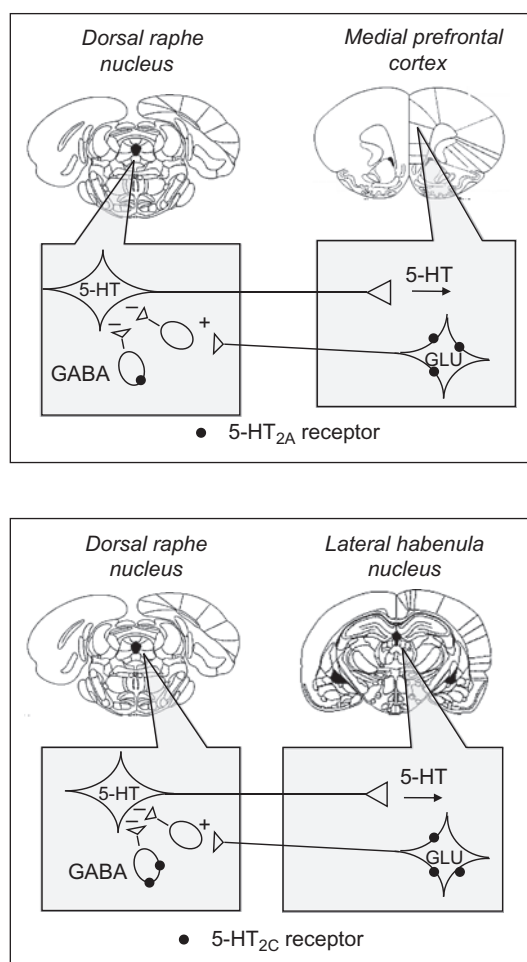 Dorsal raphe
nucleus
Medial prefrontal
cortex
5-HT
5-HT
−
−
+
GABA
GLU
● 5-HT2A receptor
Dorsal raphe
nucleus
Lateral habenula
nucleus
5-HT
5-HT
−
−
+
GABA
GLU
● 5-HT2C receptor